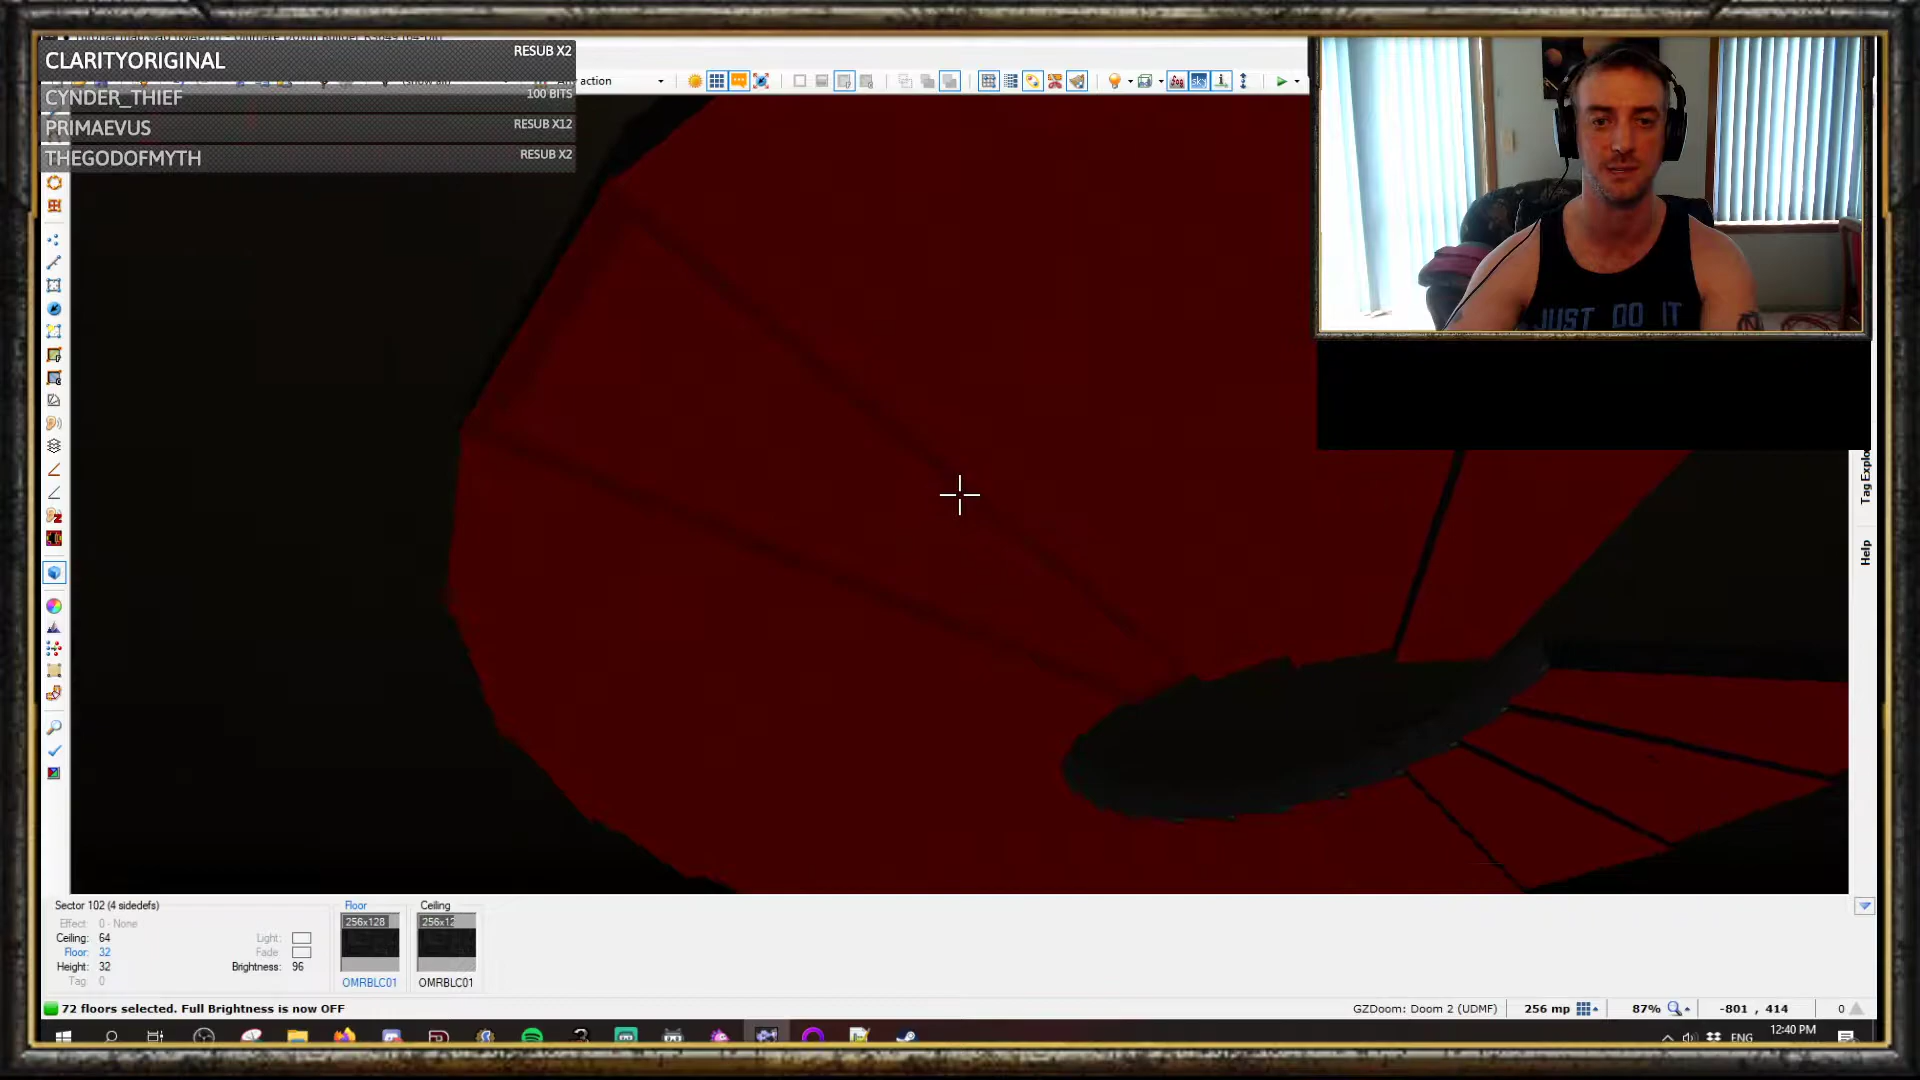 CLARITYORIGINAL RESUB X2
CYNDER_THIEF 100 BITS
PRIMAEVUS RESUB X12
THEGODOFMYTH RESUB X2
action
JUST DO IT
Tag Explo
Help
Sector 102 (4 sidedefs)
Effect: 0 - None
Ceiling: 64
Floor: 32
Height: 32
Tag: 0
Light:
Fade
Brightness: 96
Floor
256x128
OMRBLC01
Ceiling
256x12
OMRBLC01
72 floors selected. Full Brightness is now OFF
GZDoom: Doom 2 (UDMF) 256 mp 87% -801 , 414 0
ENG 12:40 PM